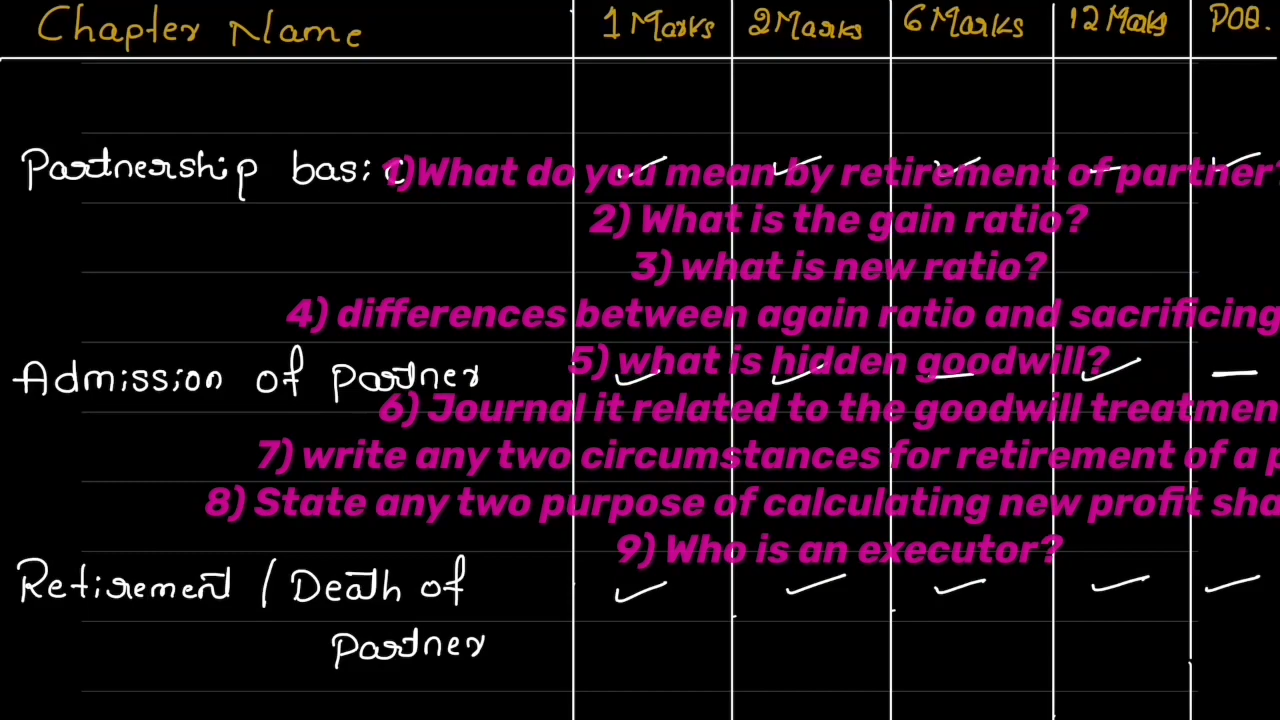 Chapter Name 1 Marks 2 Marks 6 Marks 12 Maks POQ.
Partnership basic
1)What do you mean by retirement of partner?
2) What is the gain ratio?
3) what is new ratio?
4) differences between again ratio and sacrificing
5) what is hidden goodwill?
Admission of partner
6) Journal it related to the goodwill treatmen
7) write any two circumstances for retirement of a p
8) State any two purpose of calculating new profit sha
9) Who is an executor?
Retirement / Death of
Partner